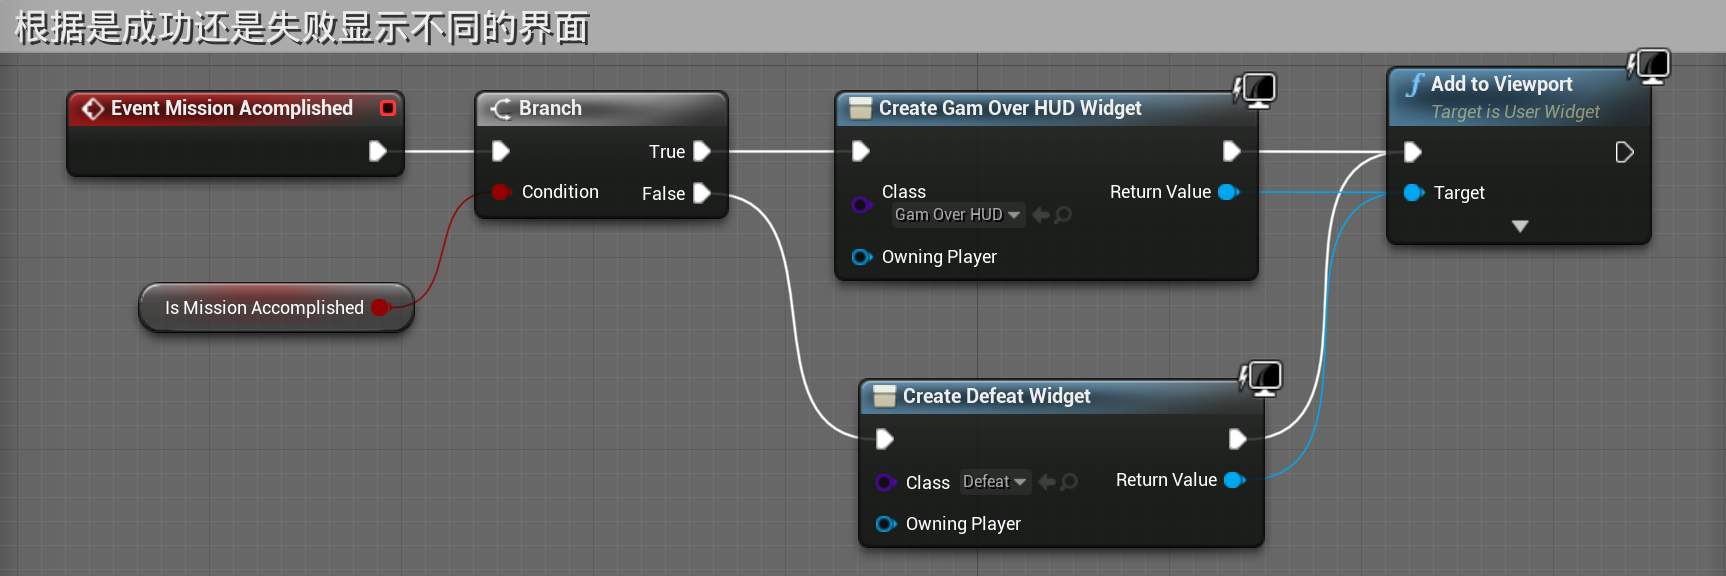 根据是成功还是失败显示不同的界面
Event Mission Acomplished
Is Mission Accomplished
Branch
True
Condition
False
Create Gam Over HUD Widget
Class
Gam Over HUD
Return Value
Owning Player
Create Defeat Widget
Class Defeat
Return Value
Owning Player
Add to Viewport
Target is User Widget
Target